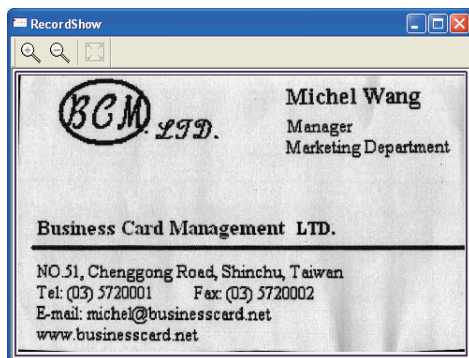 RecordShow
BCM. LTD.
Michel Wang
Manager
Marketing Department
Business Card Management LTD.
NO.51, Chenggong Road, Shinchu, Taiwan
Tel: (03) 5720001 Fax: (03) 5720002
E-mail: michel@businesscard.net
www.businesscard.net